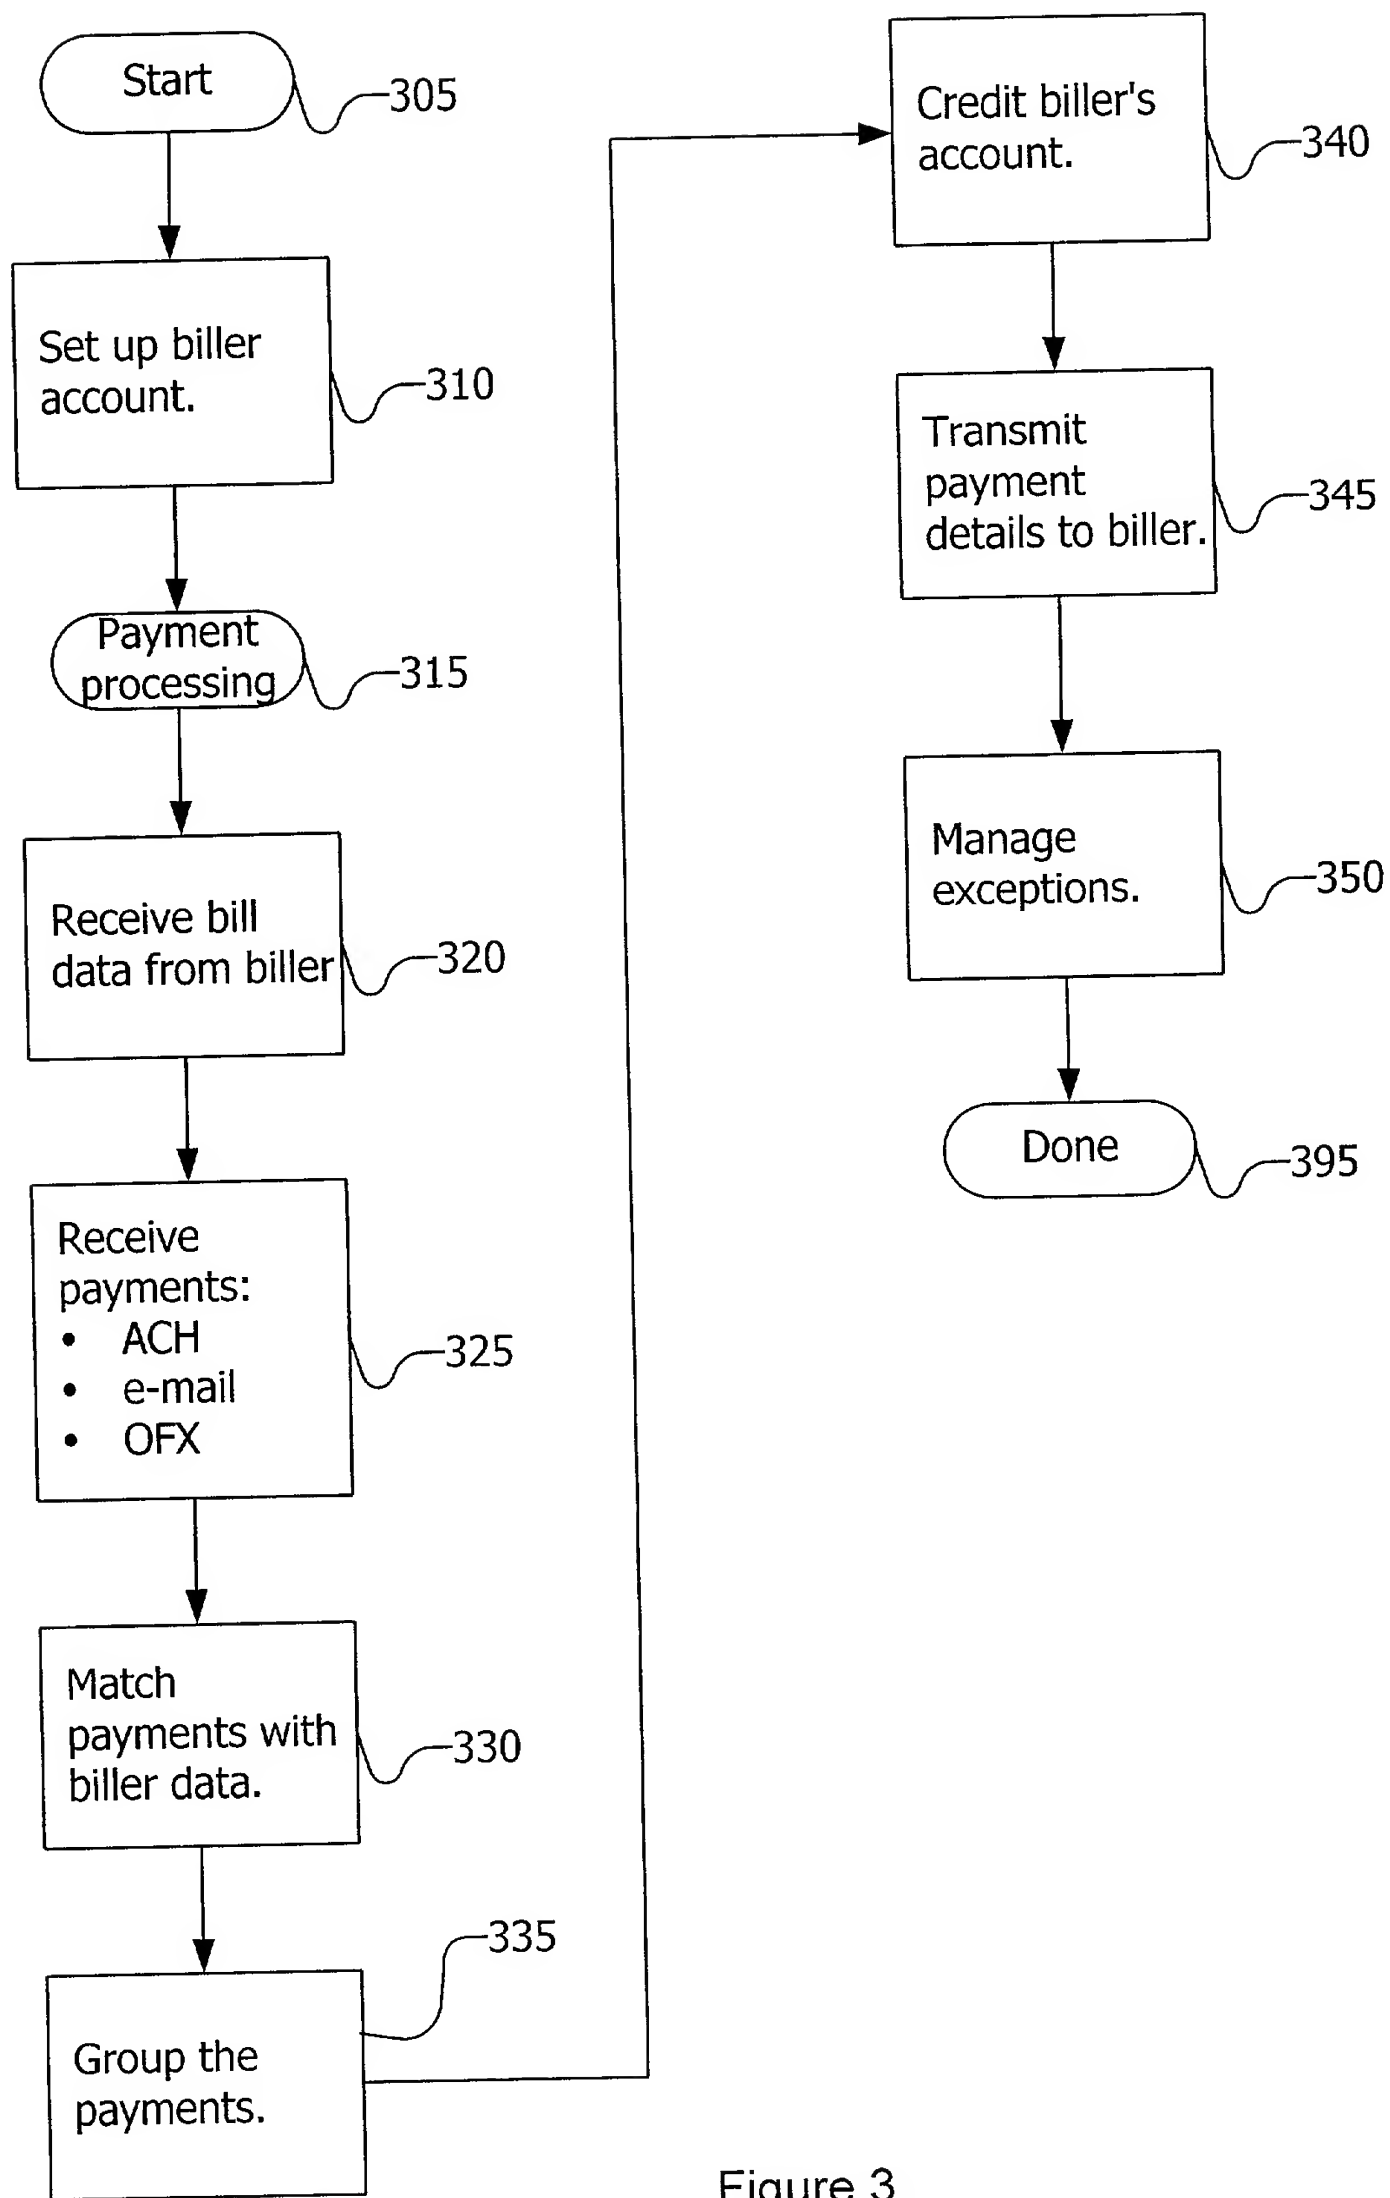 Start
305
Set up biller
account.
310
Payment
processing
315
Receive bill
data from biller
320
Receive
payments:
• ACH
• e-mail
• OFX
325
Match
payments with
biller data.
330
335
Group the
payments.
Credit biller's
account.
340
Transmit
payment
details to biller.
345
Manage
exceptions.
350
Done
395
Figure 3